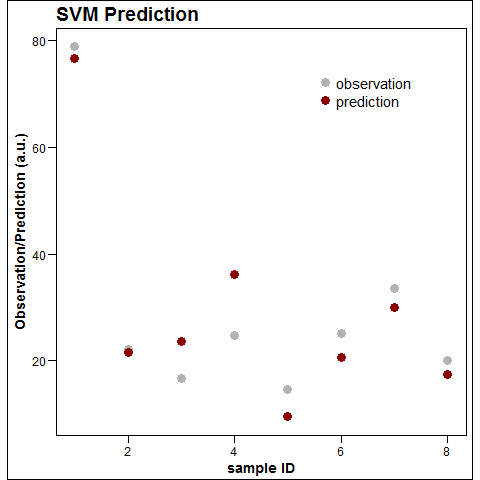 SVM Prediction
80
60
40
20
Observation/Prediction (a.u.)
observation
prediction
2 4 6 8
sample ID